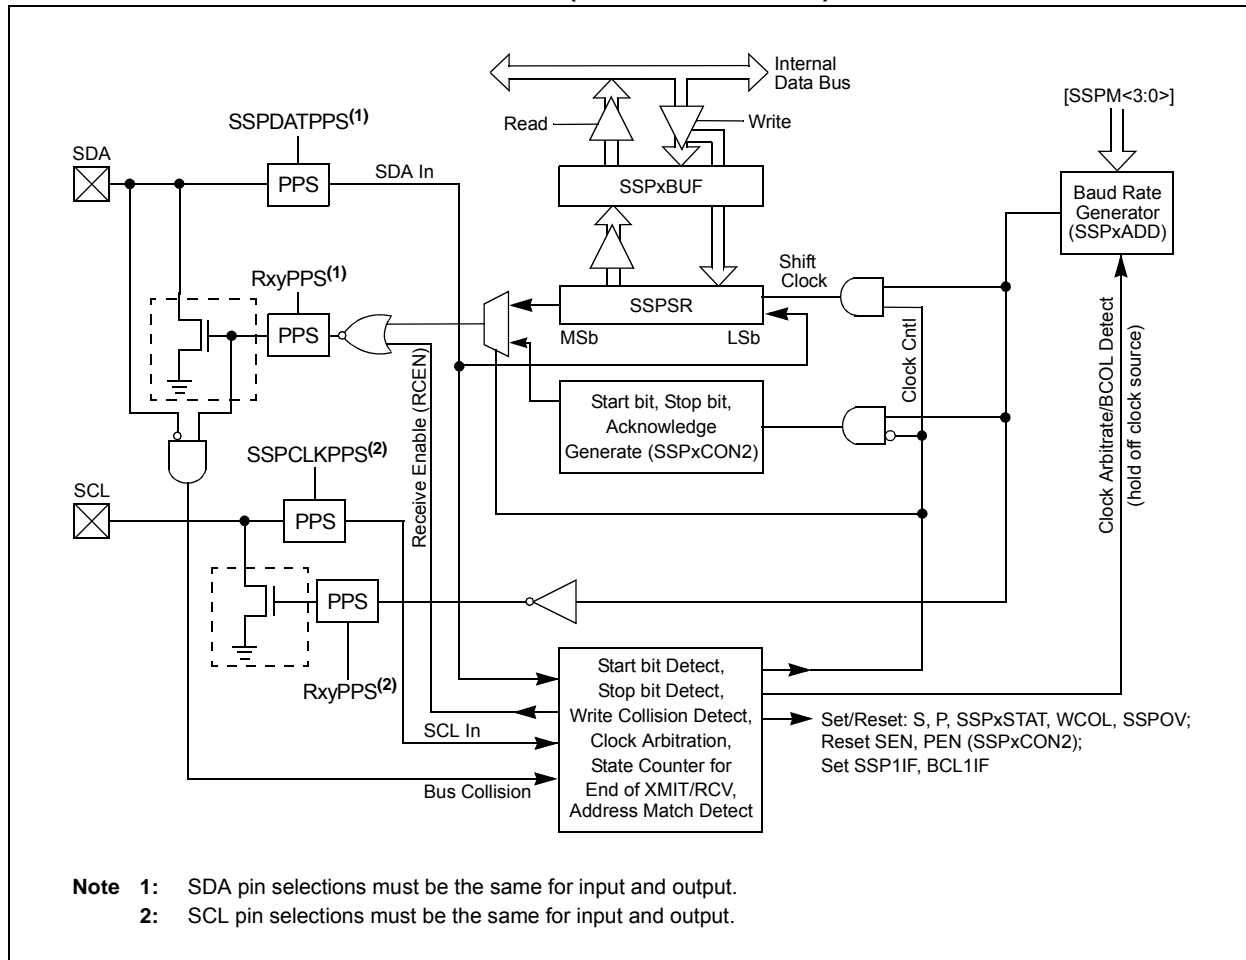 Internal
Data Bus
[SSPM<3:0>]
SSPDATPPS(1)
Read
Write
SDA
PPS
SDA In
SSPxBUF
Baud Rate
Generator
(SSPxADD)
RxyPPS(1)
Shift
Clock
PPS
SSPSR
MSb
LSb
Receive Enable (RCEN)
Clock Cntl
Clock Arbitrate/BCOL Detect
(hold off clock source)
Start bit, Stop bit,
Acknowledge
Generate (SSPxCON2)
SSPCLKPPS(2)
SCL
PPS
PPS
RxyPPS(2)
SCL In
Bus Collision
Start bit Detect,
Stop bit Detect,
Write Collision Detect,
Clock Arbitration,
State Counter for
End of XMIT/RCV,
Address Match Detect
Set/Reset: S, P, SSPxSTAT, WCOL, SSPOV;
Reset SEN, PEN (SSPxCON2);
Set SSP1IF, BCL1IF
Note 1: SDA pin selections must be the same for input and output.
2: SCL pin selections must be the same for input and output.